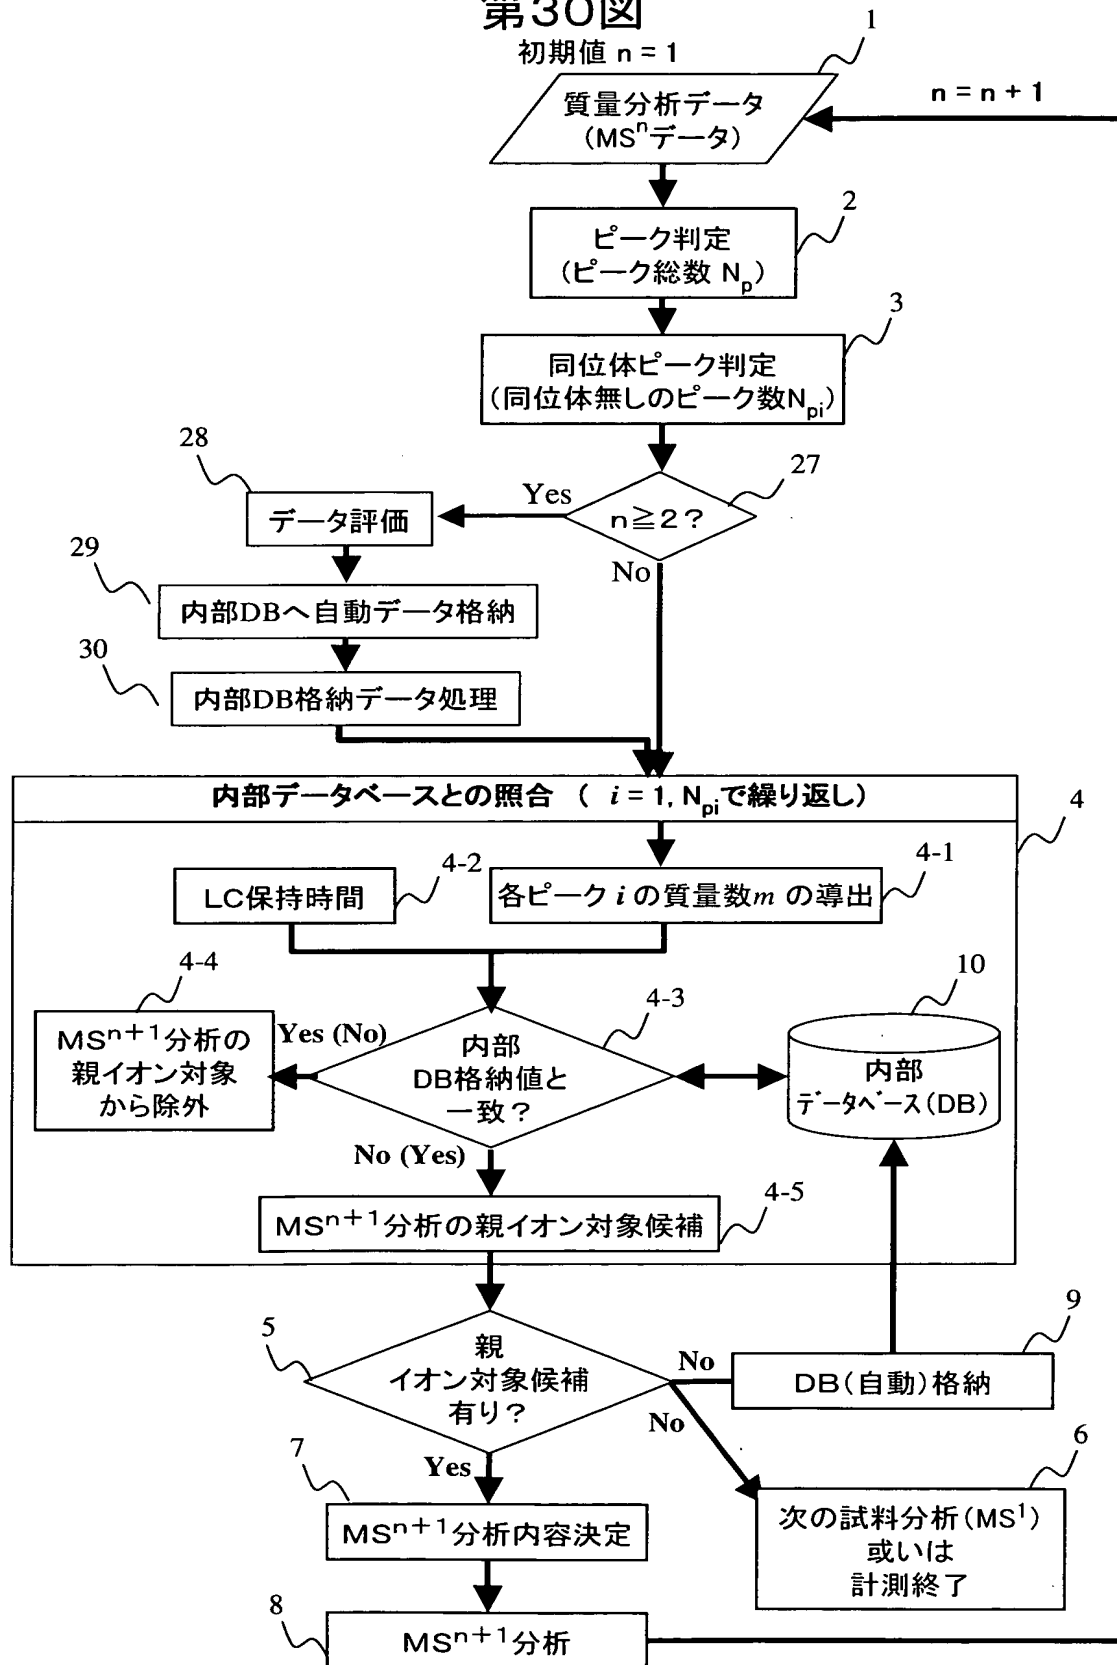 第30図
初期値 n = 1
1
質量分析データ
(MSⁿデータ)
n = n + 1
2
ピーク判定
(ピーク総数 Np)
3
同位体ピーク判定
(同位体無しのピーク数Npi)
28
27
Yes
n≧2?
データ評価
No
29
内部DBへ自動データ格納
30
内部DB格納データ処理
内部データベースとの照合 ( i = 1, Npiで繰り返し)
4
4-2
4-1
LC保持時間
各ピーク i の質量数m の導出
4-4
4-3
10
MSⁿ⁺¹分析の
親イオン対象
から除外
Yes (No)
内部
DB格納値と
一致?
内部
データベース(DB)
No (Yes)
4-5
MSⁿ⁺¹分析の親イオン対象候補
5
9
親
イオン対象候補
有り?
No
DB(自動)格納
No
7
Yes
6
MSⁿ⁺¹分析内容決定
次の試料分析(MS¹)
或いは
計測終了
8
MSⁿ⁺¹分析